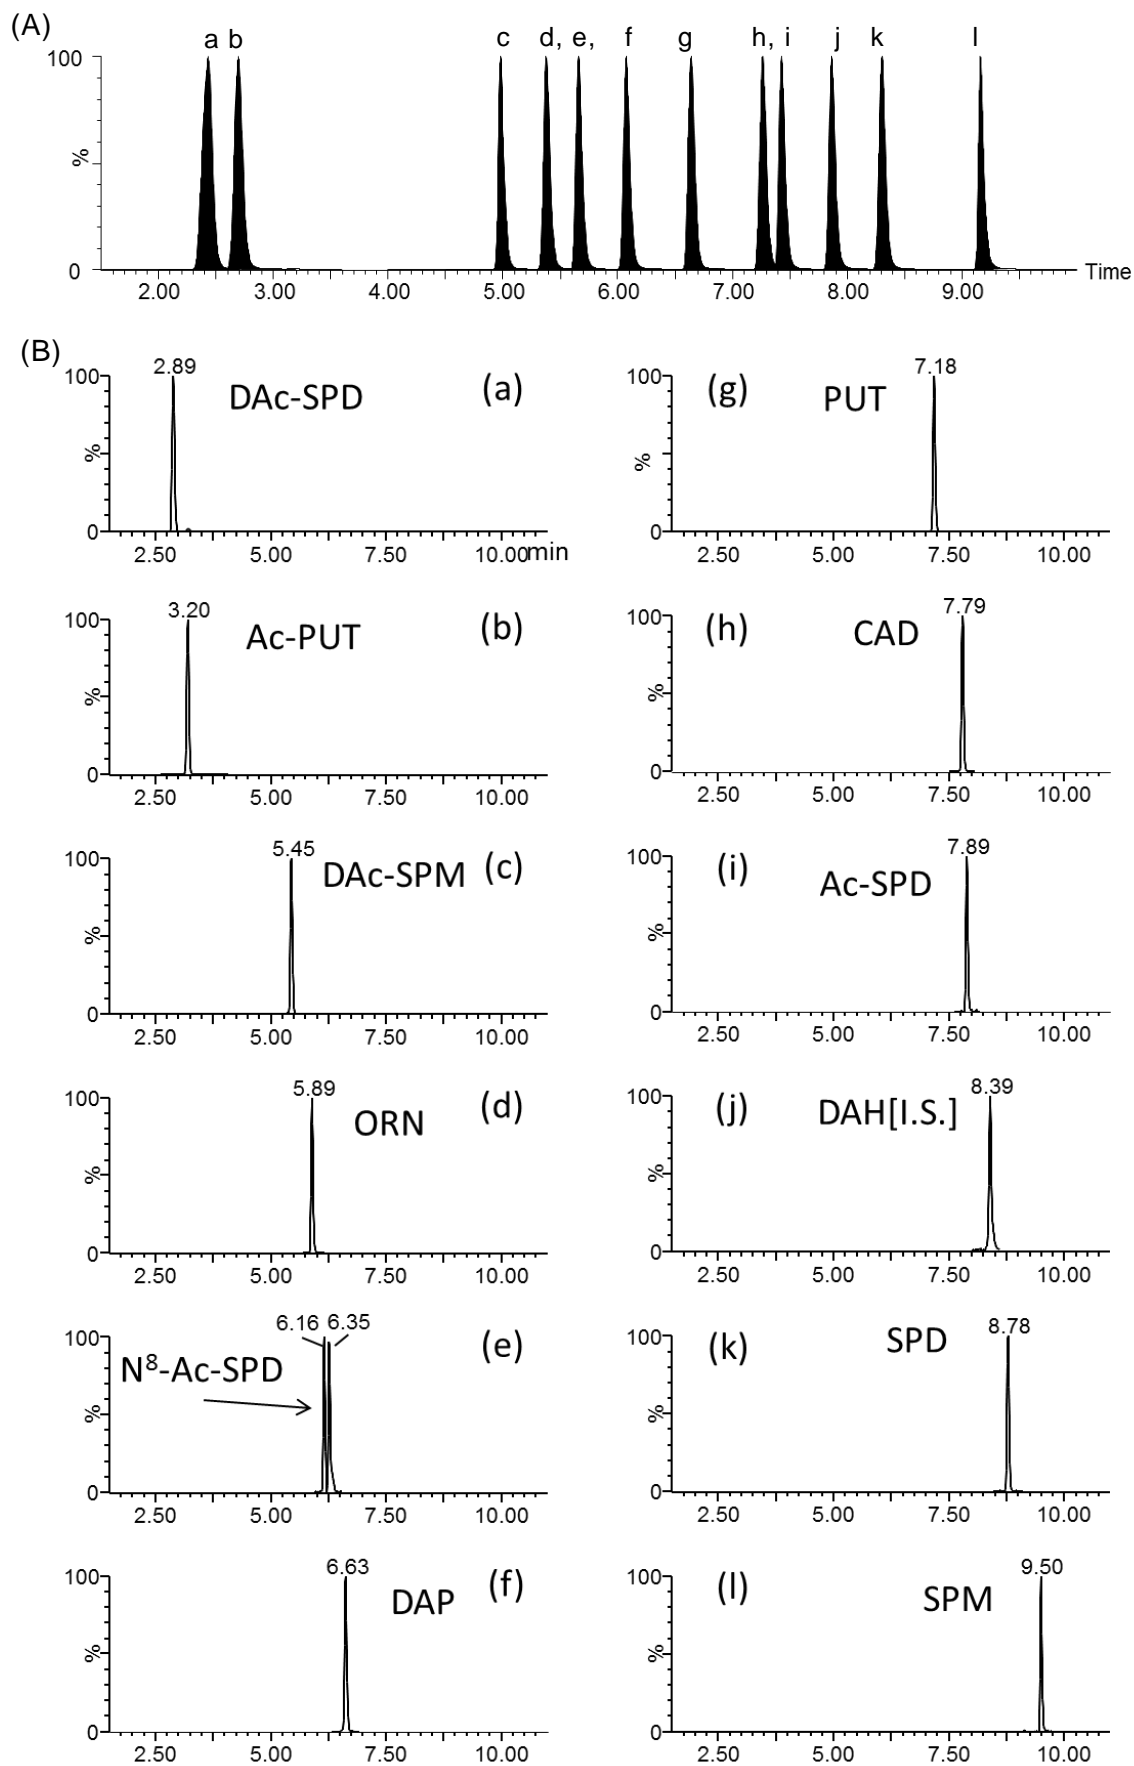 (A)
a b c d, e, f g h, i j k l
100
%
0
2.00 3.00 4.00 5.00 6.00 7.00 8.00 9.00 Time
(B)
2.89
100 DAc-SPD (a)
%
0
2.50 5.00 7.50 10.00min
3.20
100 Ac-PUT (b)
%
0
2.50 5.00 7.50 10.00
5.45
100 DAc-SPM (c)
%
0
2.50 5.00 7.50 10.00
5.89
100 ORN (d)
%
0
2.50 5.00 7.50 10.00
6.16 6.35
100 (e)
N⁸-Ac-SPD
%
0
2.50 5.00 7.50 10.00
6.63
100 DAP (f)
%
0
2.50 5.00 7.50 10.00
7.18
100 (g) PUT
%
0
2.50 5.00 7.50 10.00
7.79
100 (h) CAD
%
0
2.50 5.00 7.50 10.00
7.89
100 (i) Ac-SPD
%
0
2.50 5.00 7.50 10.00
8.39
100 (j) DAH[I.S.]
%
0
2.50 5.00 7.50 10.00
8.78
100 (k) SPD
%
0
2.50 5.00 7.50 10.00
9.50
100 (l) SPM
%
0
2.50 5.00 7.50 10.00